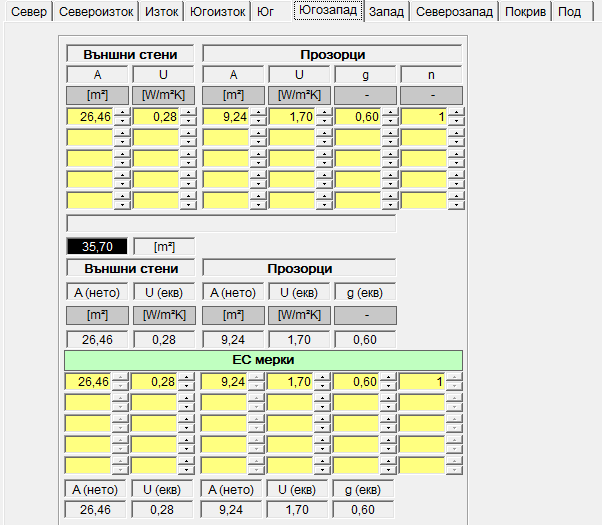 Север Североизток Изток Югоизток Юг Югозапад Запад Северозапад Покрив Под
Външни стени Прозорци
A U A U g n
[m²] [W/m²K] [m²] [W/m²K] - -
26,46 0,28 9,24 1,70 0,60 1
35,70 [m²]
Външни стени Прозорци
A (нето) U (екв) A (нето) U (екв) g (екв)
[m²] [W/m²K] [m²] [W/m²K] -
26,46 0,28 9,24 1,70 0,60
ЕС мерки
26,46 0,28 9,24 1,70 0,60 1
A (нето) U (екв) A (нето) U (екв) g (екв)
26,46 0,28 9,24 1,70 0,60